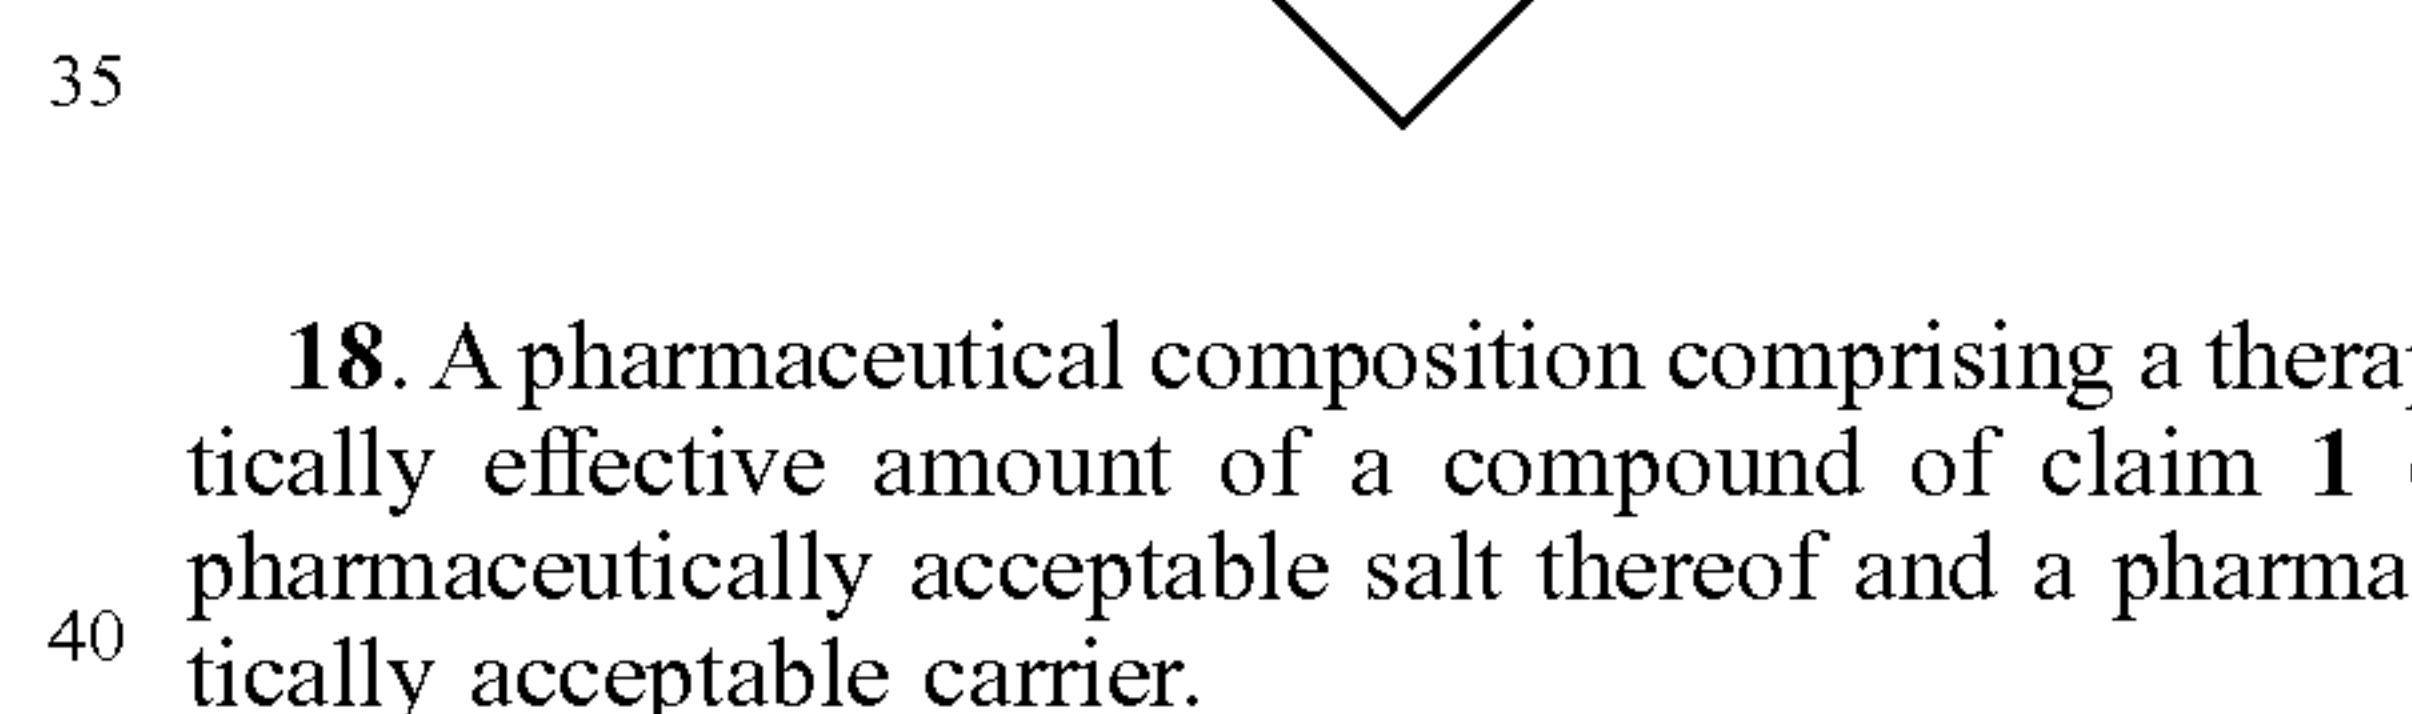 35
18. A pharmaceutical composition comprising a thera
tically effective amount of a compound of claim 1
pharmaceutically acceptable salt thereof and a pharma
40
tically acceptable carrier.